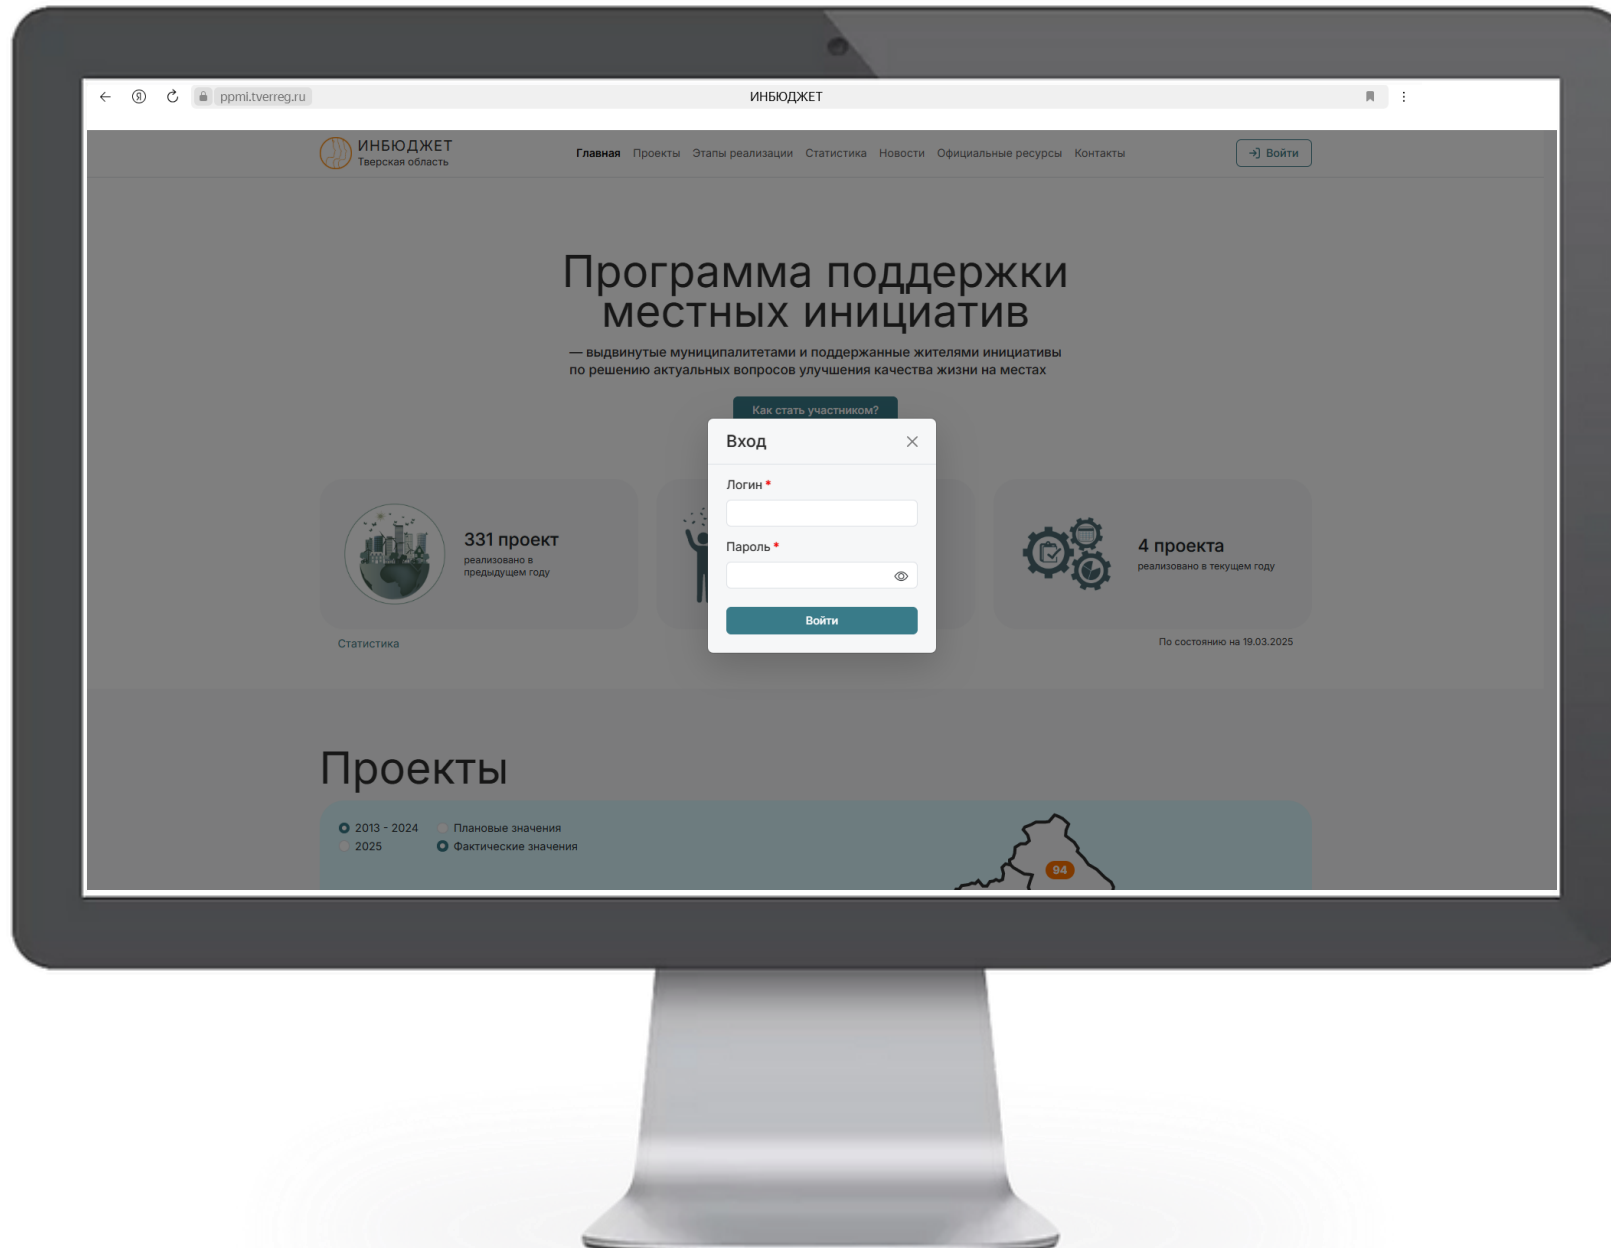 ppmi.tverreg.ru
ИНБЮДЖЕТ
ИНБЮДЖЕТ
Тверская область
Главная Проекты Этапы реализации Статистика Новости Официальные ресурсы Контакты
Войти
Программа поддержки
местных инициатив
— выдвинутые муниципалитетами и поддержанные жителями инициативы
по решению актуальных вопросов улучшения качества жизни на местах
Как стать участником?
Вход
Логин *
Пароль *
Войти
331 проект
реализовано в
предыдущем году
4 проекта
реализовано в текущем году
Статистика
По состоянию на 19.03.2025
Проекты
2013 - 2024 Плановые значения
2025 Фактические значения
94